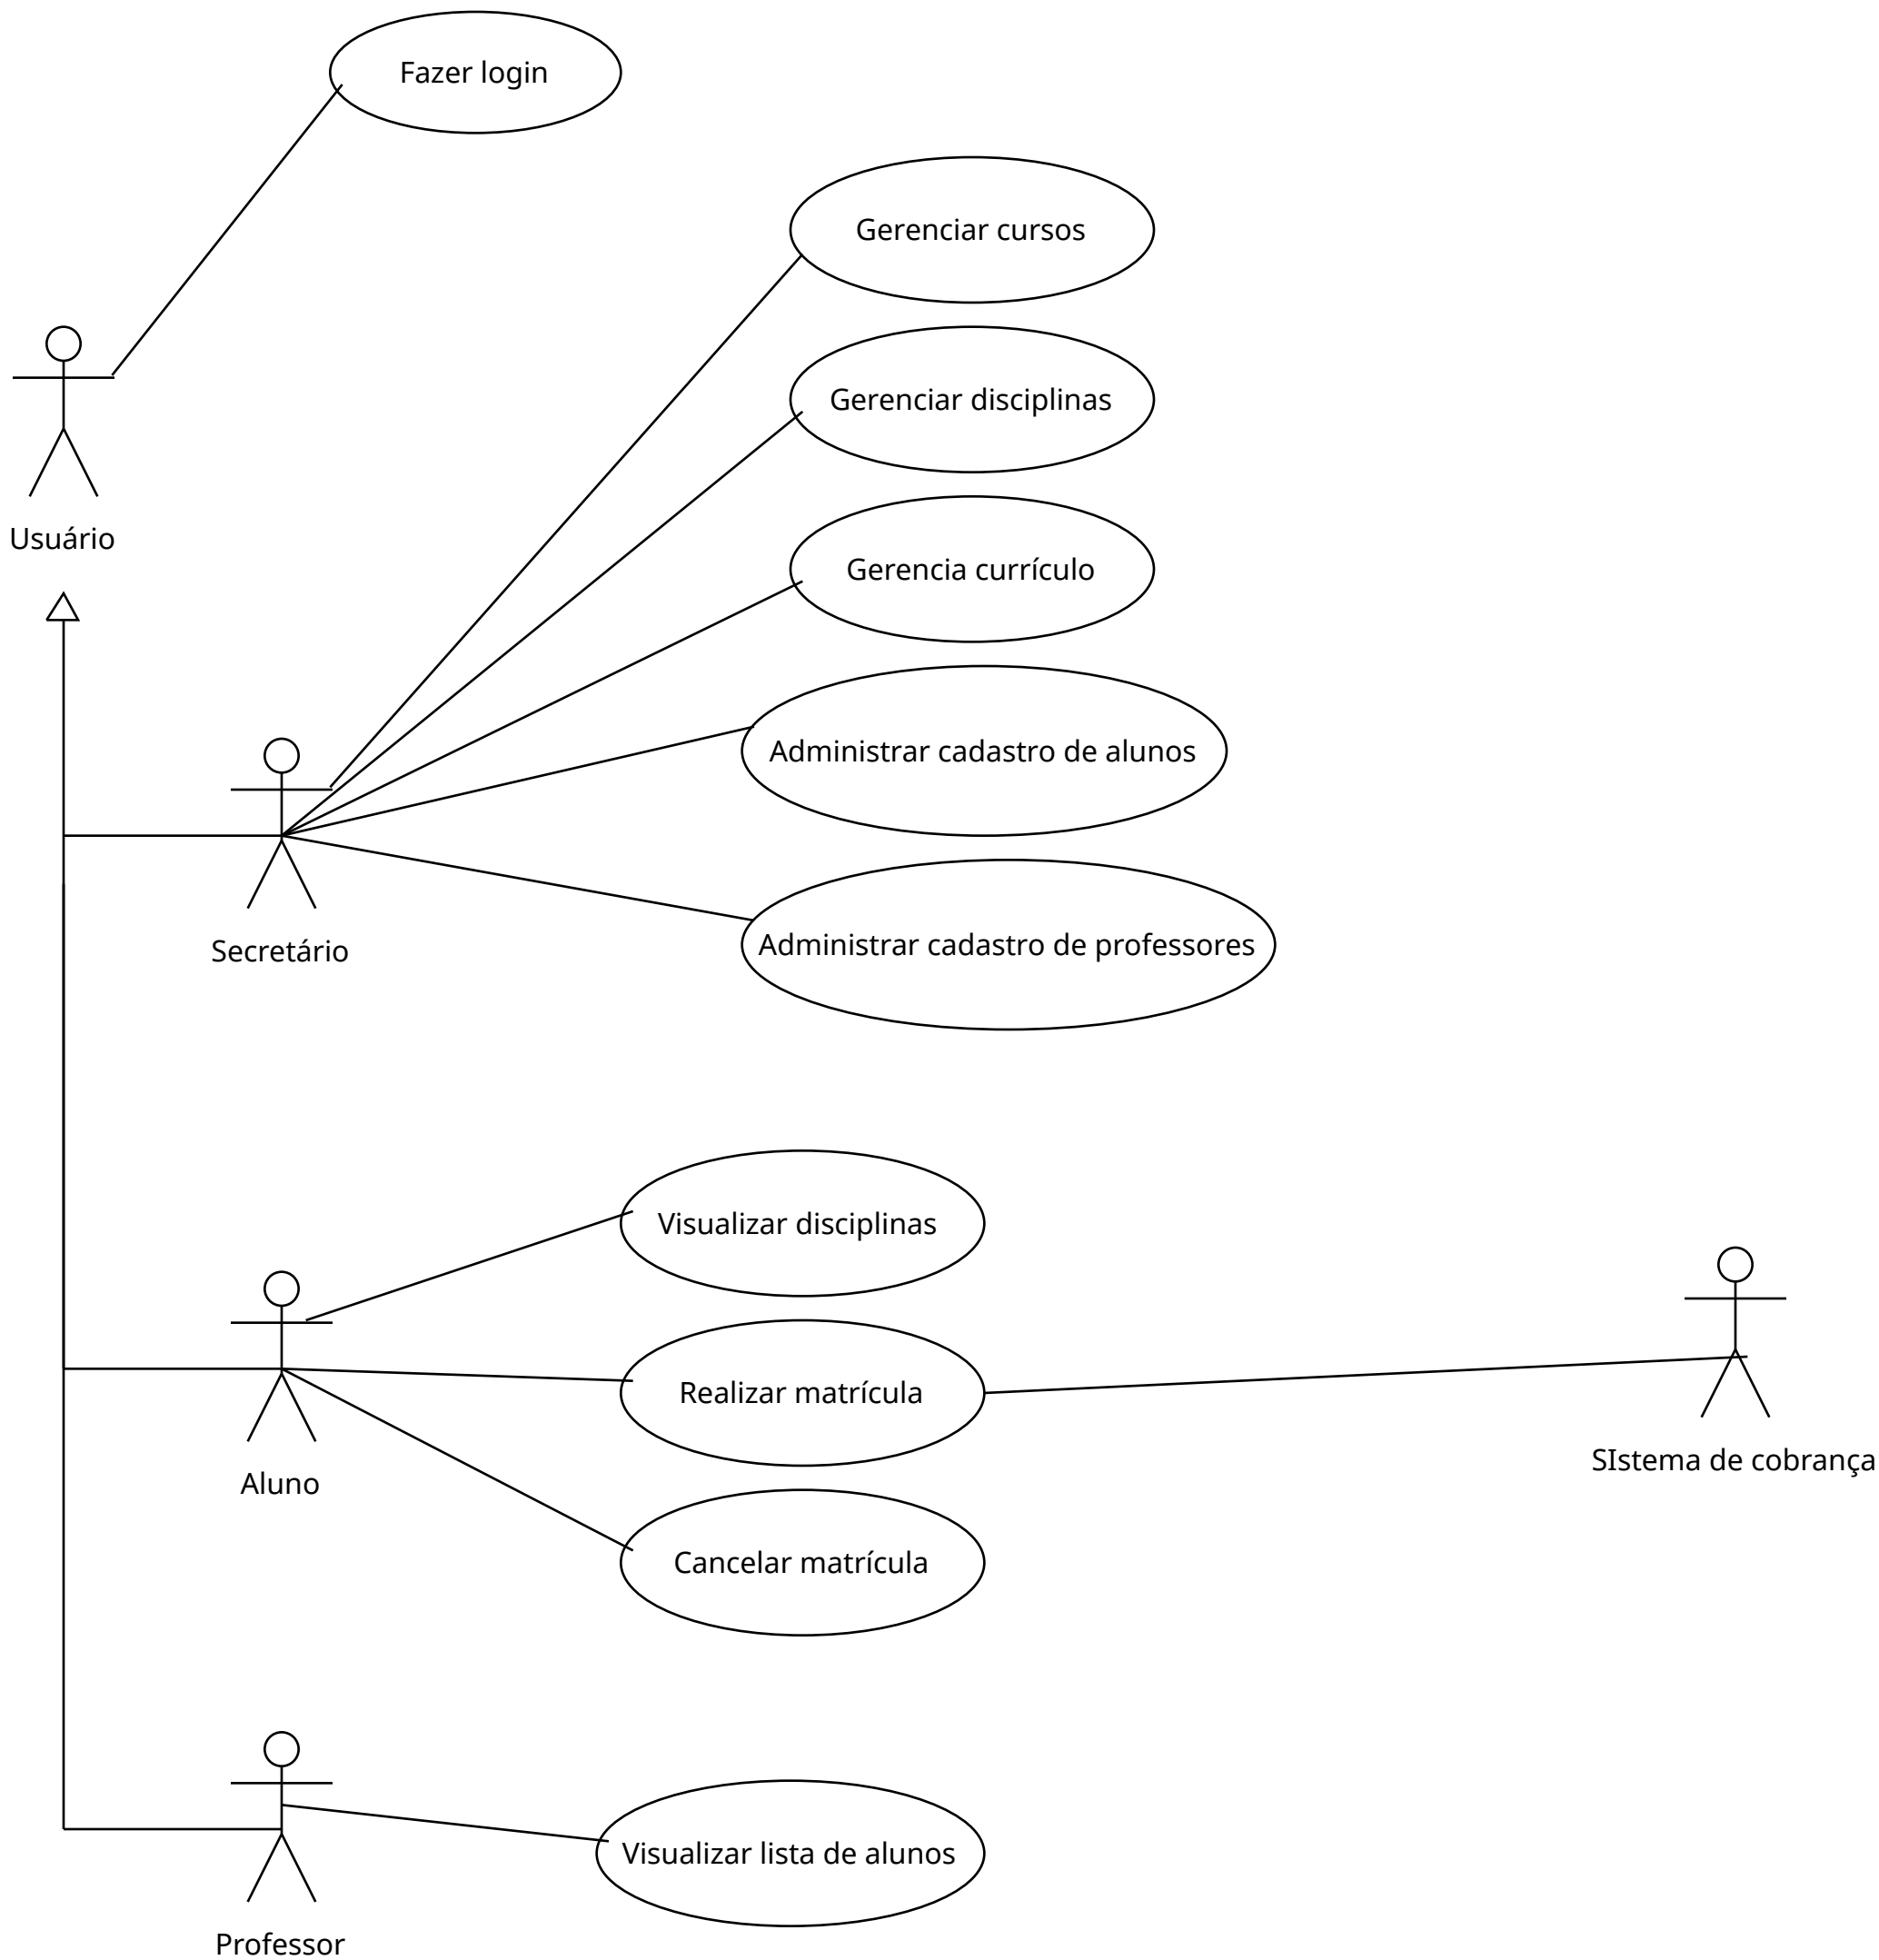 Fazer login
Gerenciar cursos
Gerenciar disciplinas
Usuário
Gerencia currículo
Administrar cadastro de alunos
Secretário
Administrar cadastro de professores
Visualizar disciplinas
Realizar matrícula
SIstema de cobrança
Aluno
Cancelar matrícula
Visualizar lista de alunos
Professor